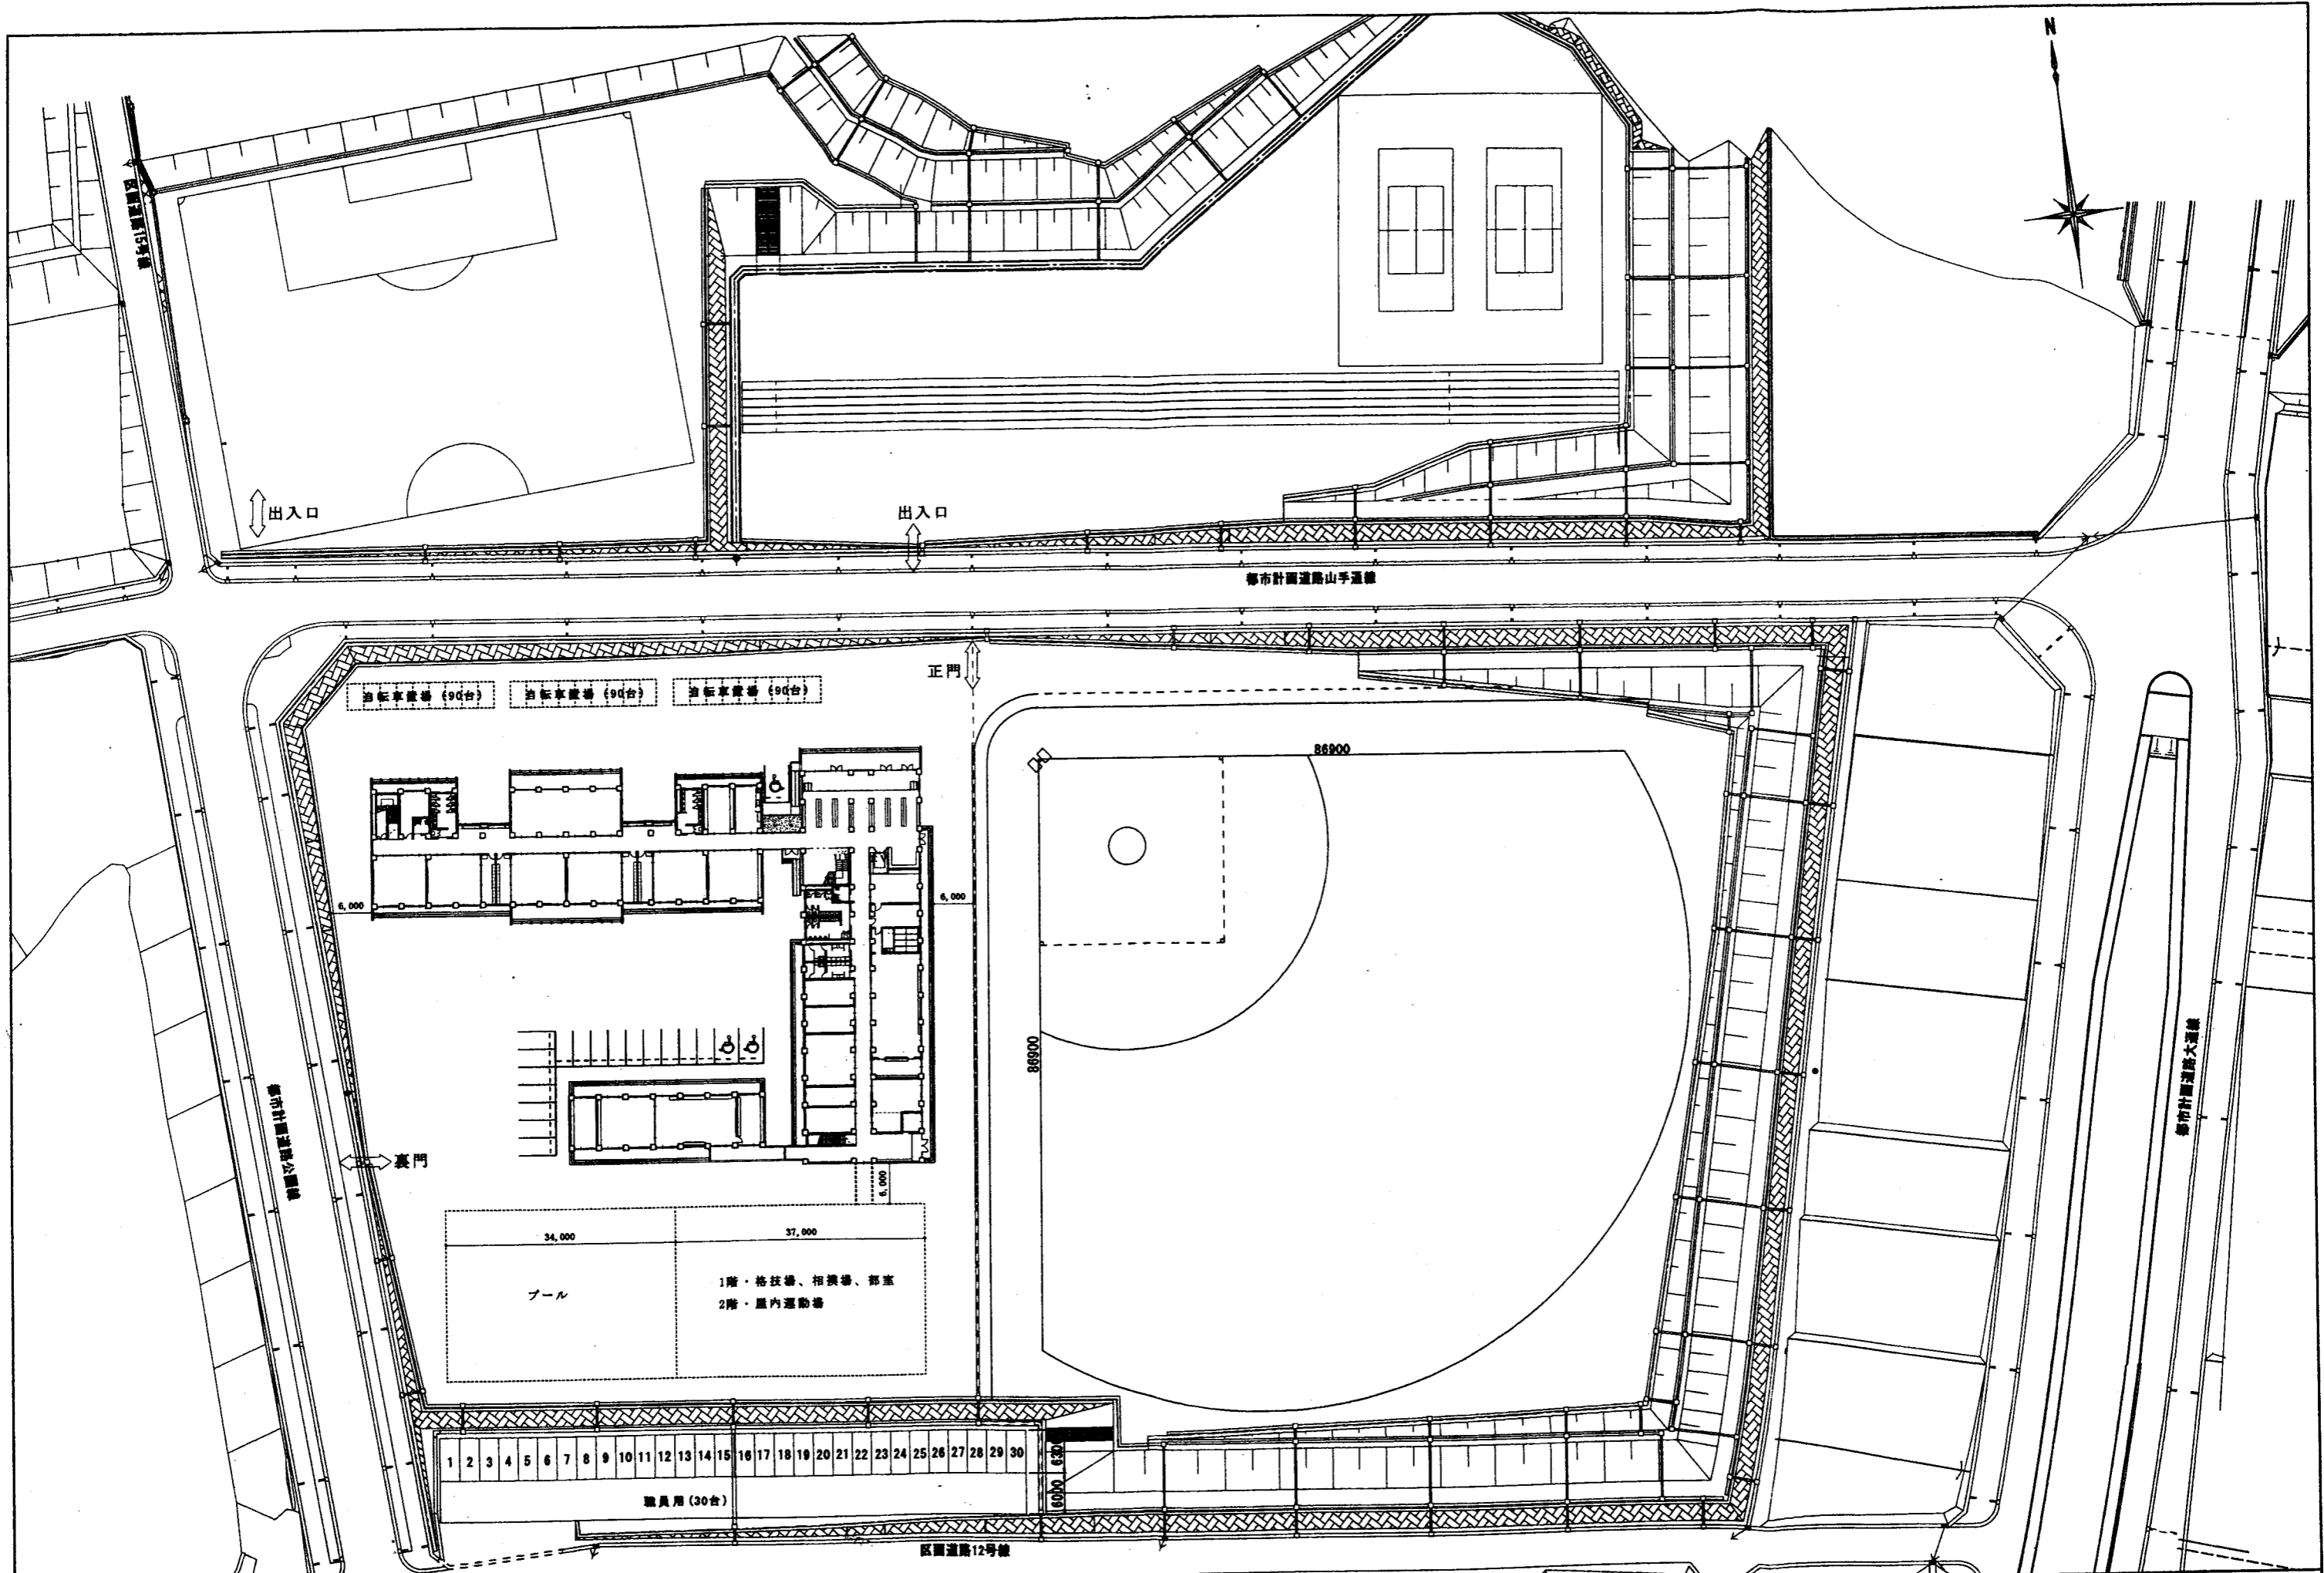 N
区画道路15号線
出入口
出入口
都市計画道路山手通線
正門
自転車置場 (90台)
自転車置場 (90台)
自転車置場 (90台)
86900
6,000
6,000
86900
都市計画道路公園線
都市計画道路大通線
裏門
6,000
34,000
37,000
プール
1階・格技場、相撲場、部室
2階・屋内運動場
1 2 3 4 5 6 7 8 9 10 11 12 13 14 15 16 17 18 19 20 21 22 23 24 25 26 27 28 29 30
6300
6000
職員用 (30台)
区画道路12号線